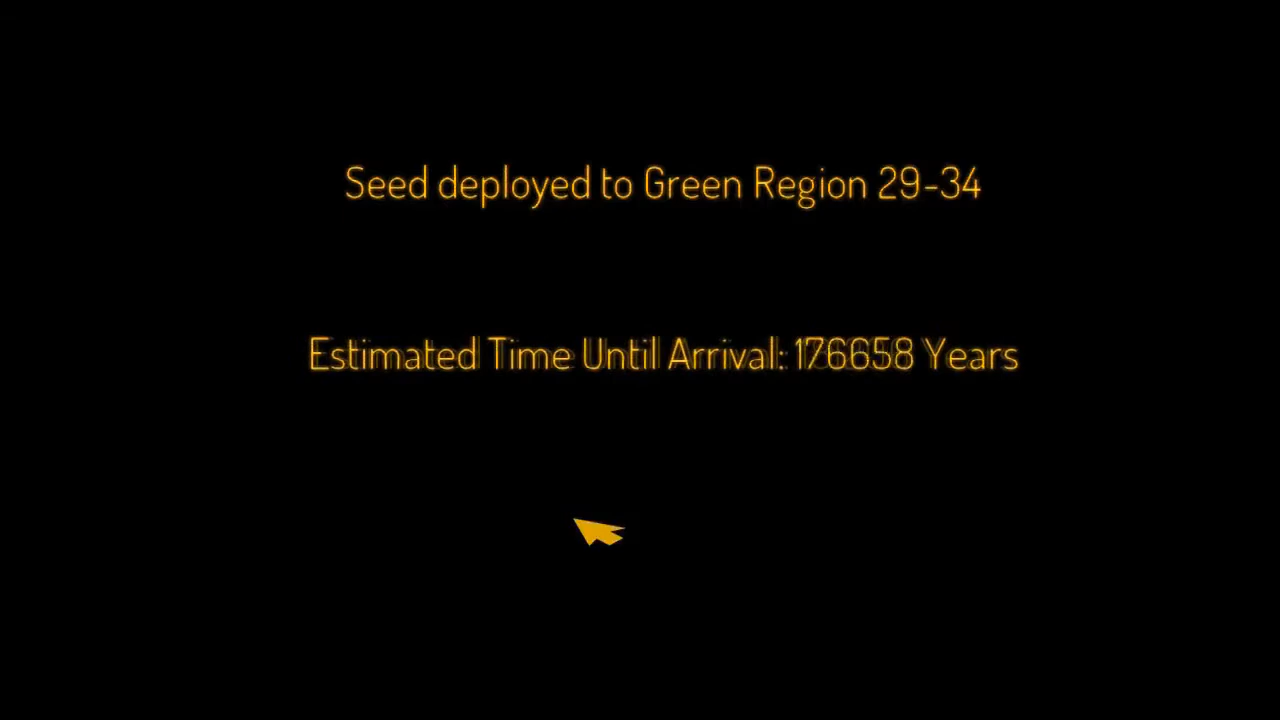 Seed deployed to Green Region 29-34
Estimated Time Until Arrival: 176658 Years